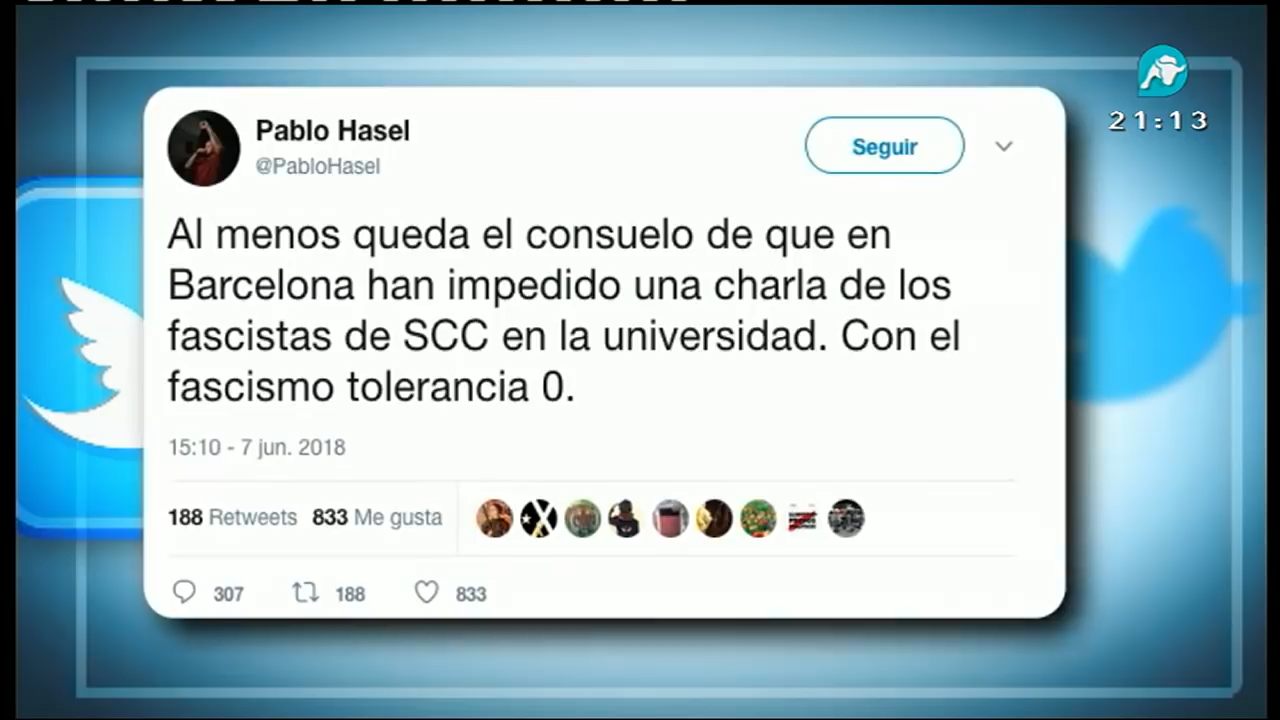 Pablo Hasel
@PabloHasel
Seguir
21:13
Al menos queda el consuelo de que en
Barcelona han impedido una charla de los
fascistas de SCC en la universidad. Con el
fascismo tolerancia 0.
15:10 - 7 jun. 2018
188 Retweets 833 Me gusta
307 188 833